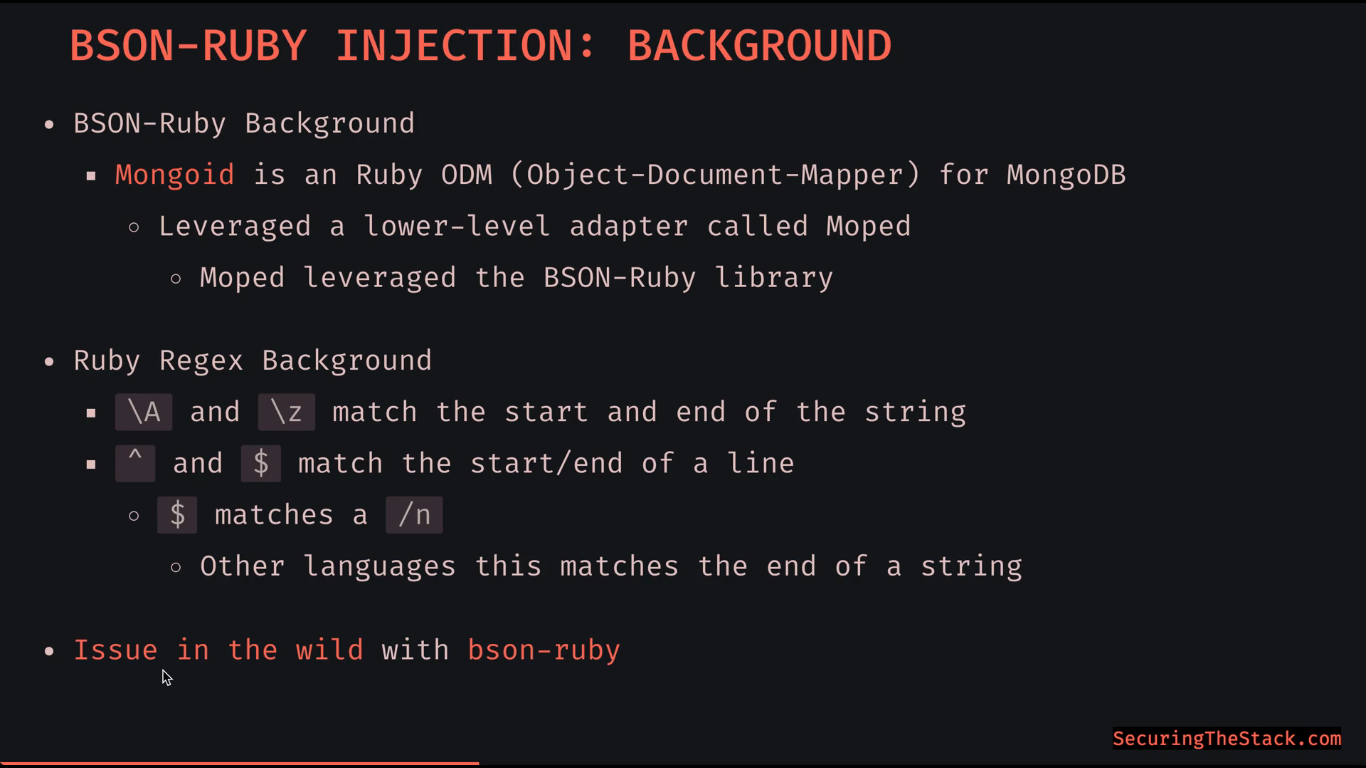 BSON-RUBY INJECTION: BACKGROUND
BSON-Ruby Background
Mongoid is an Ruby ODM (Object-Document-Mapper) for MongoDB
Leveraged a lower-level adapter called Moped
Moped leveraged the BSON-Ruby library
Ruby Regex Background
\A and \z match the start and end of the string
^ and $ match the start/end of a line
$ matches a /n
Other languages this matches the end of a string
Issue in the wild with bson-ruby
SecuringTheStack.com